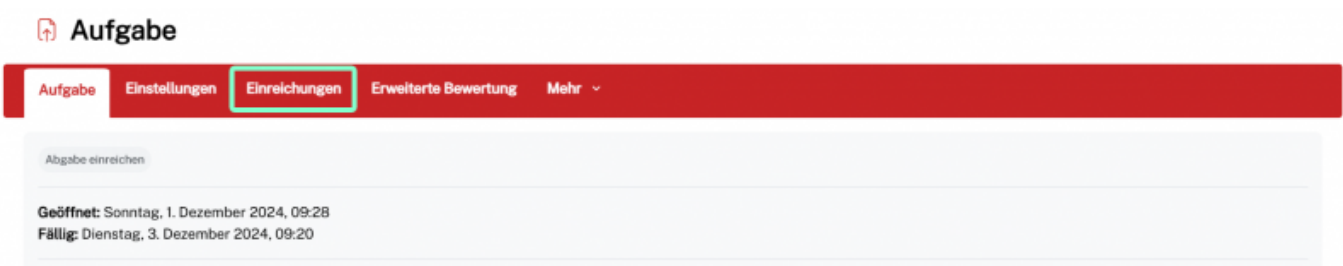 Aufgabe
Aufgabe Einstellungen Einreichungen Erweiterte Bewertung Mehr
Abgabe einreichen
Geöffnet: Sonntag, 1. Dezember 2024, 09:28
Fällig: Dienstag, 3. Dezember 2024, 09:20